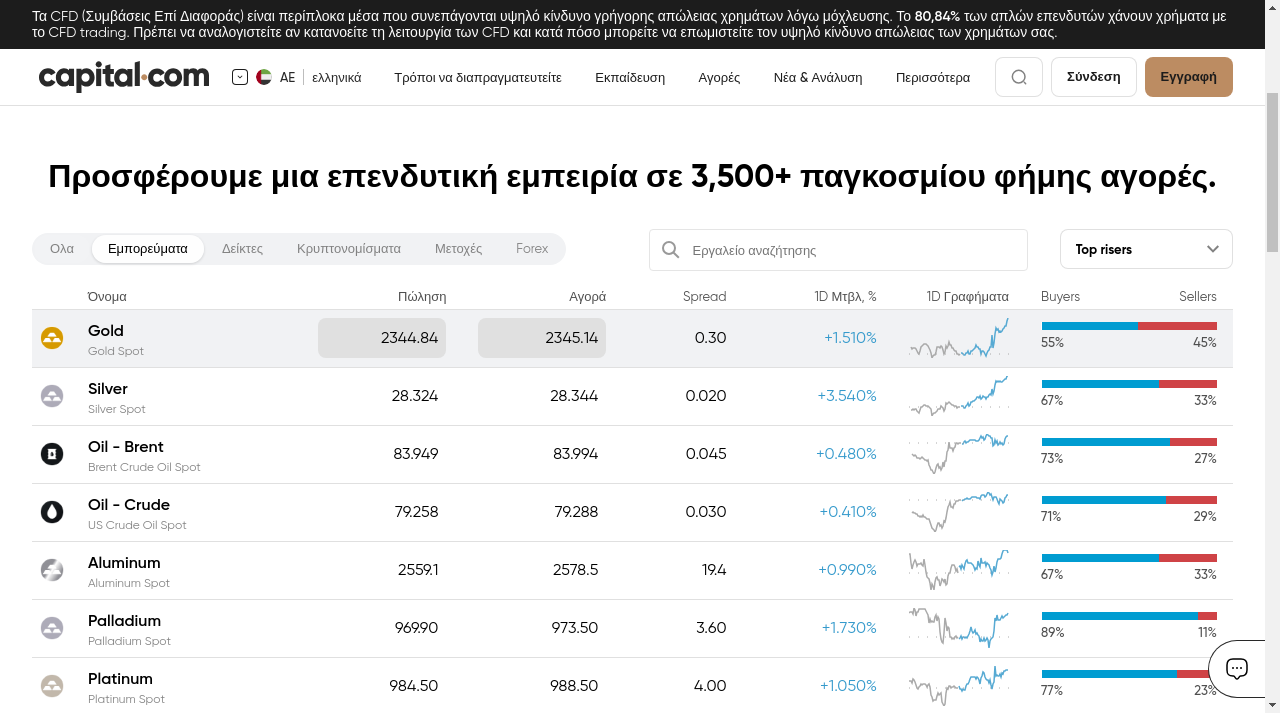 Τα CFD (Συμβάσεις Επί Διαφοράς) είναι περίπλοκα μέσα που συνεπάγονται υψηλό κίνδυνο γρήγορης απώλειας χρημάτων λόγω μόχλευσης. Το 80,84% των απλών επενδυτών χάνουν χρήματα με
το CFD trading. Πρέπει να αναλογιστείτε αν κατανοείτε τη λειτουργία των CFD και κατά πόσο μπορείτε να επωμιστείτε τον υψηλό κίνδυνο απώλειας των χρημάτων σας.
capital.com AE ελληνικά Τρόποι να διαπραγματευτείτε Εκπαίδευση Αγορές Νέα & Ανάλυση Περισσότερα Σύνδεση Εγγραφή
Προσφέρουμε μια επενδυτική εμπειρία σε 3,500+ παγκοσμίου φήμης αγορές.
Ολα Εμπορεύματα Δείκτες Κρυπτονομίσματα Μετοχές Forex Εργαλείο αναζήτησης Top risers
Όνομα Πώληση Αγορά Spread 1D Μτβλ, % 1D Γραφήματα Buyers Sellers
Gold 2344.84 2345.14 0.30 +1.510% 55% 45%
Gold Spot
Silver 28.324 28.344 0.020 +3.540% 67% 33%
Silver Spot
Oil - Brent 83.949 83.994 0.045 +0.480% 73% 27%
Brent Crude Oil Spot
Oil - Crude 79.258 79.288 0.030 +0.410% 71% 29%
US Crude Oil Spot
Aluminum 2559.1 2578.5 19.4 +0.990% 67% 33%
Aluminum Spot
Palladium 969.90 973.50 3.60 +1.730% 89% 11%
Palladium Spot
Platinum 984.50 988.50 4.00 +1.050% 77% 23%
Platinum Spot